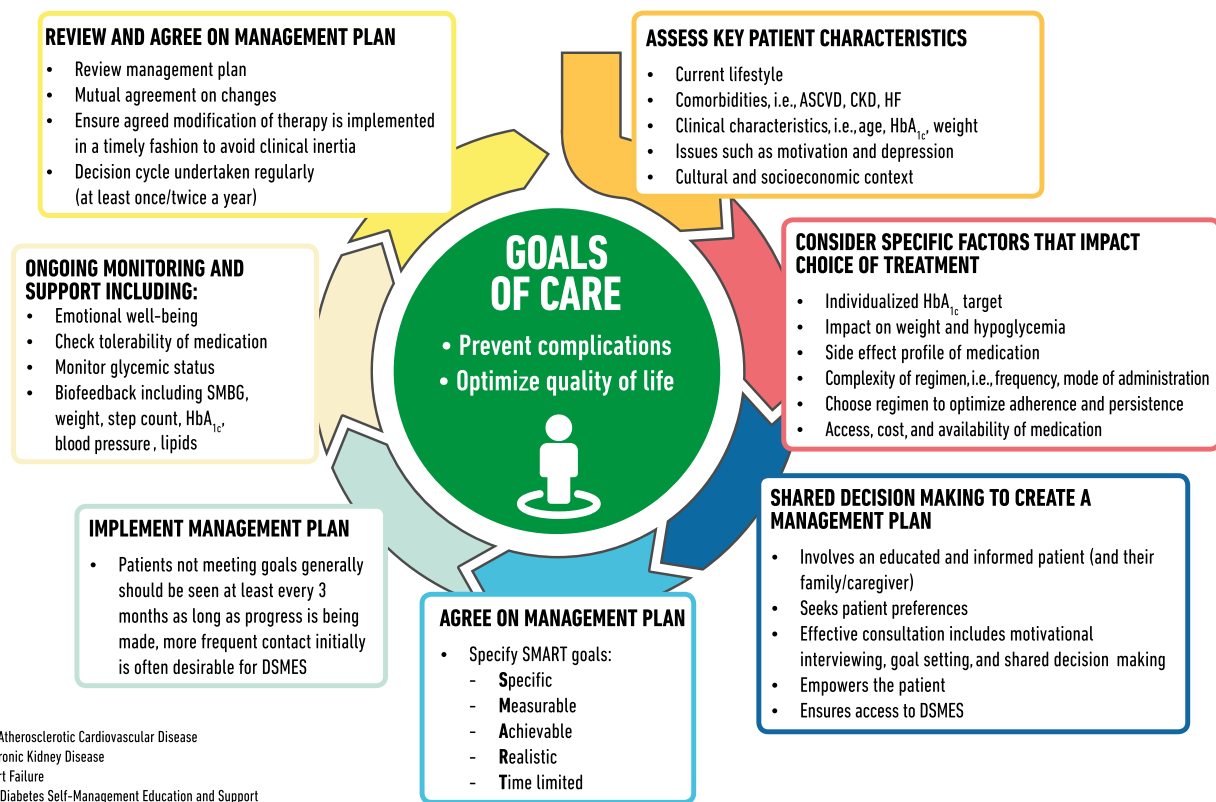 REVIEW AND AGREE ON MANAGEMENT PLAN
• Review management plan
• Mutual agreement on changes
• Ensure agreed modification of therapy is implemented
in a timely fashion to avoid clinical inertia
• Decision cycle undertaken regularly
(at least once/twice a year)
ASSESS KEY PATIENT CHARACTERISTICS
• Current lifestyle
• Comorbidities, i.e., ASCVD, CKD, HF
• Clinical characteristics, i.e., age, HbA1c, weight
• Issues such as motivation and depression
• Cultural and socioeconomic context
CONSIDER SPECIFIC FACTORS THAT IMPACT
CHOICE OF TREATMENT
• Individualized HbA1c target
• Impact on weight and hypoglycemia
• Side effect profile of medication
• Complexity of regimen, i.e., frequency, mode of administration
• Choose regimen to optimize adherence and persistence
• Access, cost, and availability of medication
SHARED DECISION MAKING TO CREATE A
MANAGEMENT PLAN
• Involves an educated and informed patient (and their
family/caregiver)
• Seeks patient preferences
• Effective consultation includes motivational
interviewing, goal setting, and shared decision making
• Empowers the patient
• Ensures access to DSMES
AGREE ON MANAGEMENT PLAN
• Specify SMART goals:
- Specific
- Measurable
- Achievable
- Realistic
- Time limited
IMPLEMENT MANAGEMENT PLAN
• Patients not meeting goals generally
should be seen at least every 3
months as long as progress is being
made, more frequent contact initially
is often desirable for DSMES
ONGOING MONITORING AND
SUPPORT INCLUDING:
• Emotional well-being
• Check tolerability of medication
• Monitor glycemic status
• Biofeedback including SMBG,
weight, step count, HbA1c,
blood pressure, lipids
GOALS
OF CARE
• Prevent complications
• Optimize quality of life
Atherosclerotic Cardiovascular Disease
ronic Kidney Disease
rt Failure
Diabetes Self-Management Education and Support